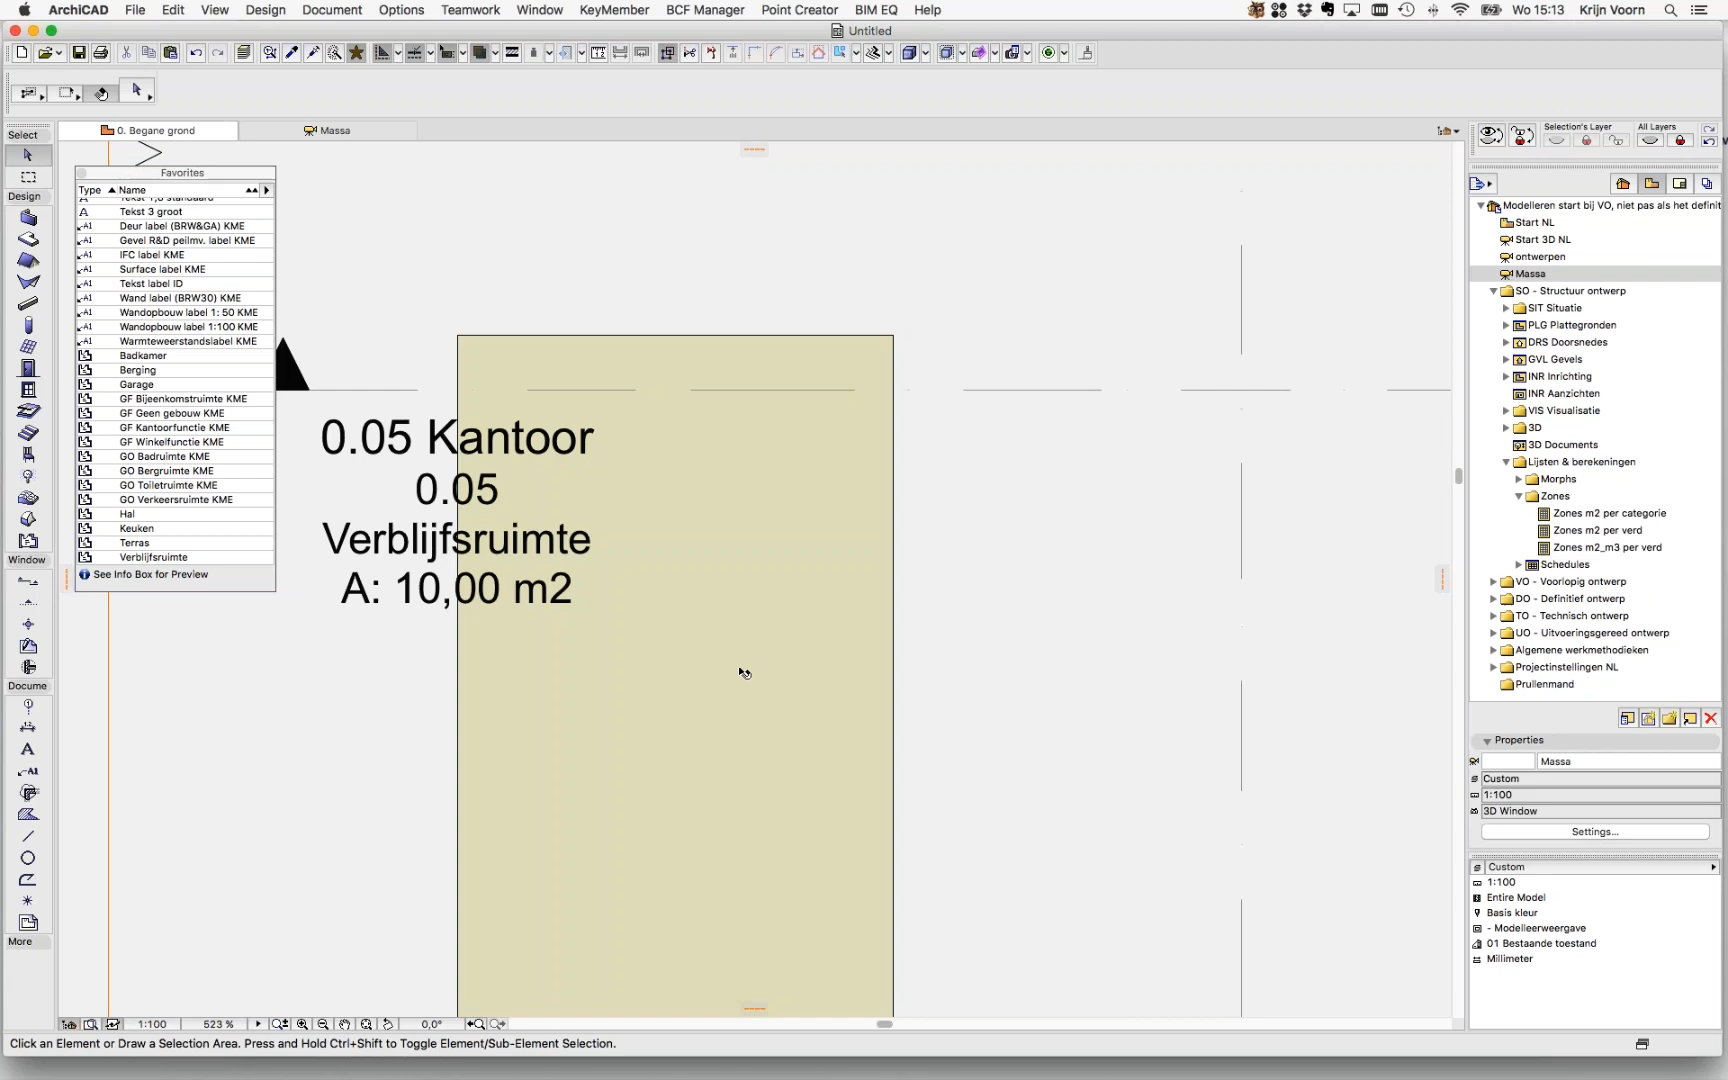 ArchiCAD File Edit View Design Document Options Teamwork Window KeyMember BCF Manager Point Creator BIM EQ Help
Wo 15:13 Krijn Voorn
Untitled
Select
0. Begane grond
Massa
Selection's Layer
All Layers
Favorites
Type Name
Tekst 1,8 standaard
Tekst 3 groot
Deur label (BRW&GA) KME
Gevel R&D peilmv. label KME
IFC label KME
Surface label KME
Tekst label ID
Wand label (BRW30) KME
Wandopbouw label 1: 50 KME
Wandopbouw label 1:100 KME
Warmteweerstandslabel KME
Badkamer
Berging
Garage
GF Bijeenkomstruimte KME
GF Geen gebouw KME
GF Kantoorfunctie KME
GF Winkelfunctie KME
GO Badruimte KME
GO Bergruimte KME
GO Toiletruimte KME
GO Verkeersruimte KME
Hal
Keuken
Terras
Verblijfsruimte
See Info Box for Preview
Design
Window
Docume
More
0.05 Kantoor
0.05
Verblijfsruimte
A: 10,00 m2
Modelleren start bij VO, niet pas als het definit
Start NL
Start 3D NL
ontwerpen
Massa
SO - Structuur ontwerp
SIT Situatie
PLG Plattegronden
DRS Doorsnedes
GVL Gevels
INR Inrichting
INR Aanzichten
VIS Visualisatie
3D
3D Documents
Lijsten & berekeningen
Morphs
Zones
Zones m2 per categorie
Zones m2 per verd
Zones m2_m3 per verd
Schedules
VO - Voorlopig ontwerp
DO - Definitief ontwerp
TO - Technisch ontwerp
UO - Uitvoeringsgereed ontwerp
Algemene werkmethodieken
Projectinstellingen NL
Prullenmand
Properties
Massa
Custom
1:100
3D Window
Settings...
Custom
1:100
Entire Model
Basis kleur
- Modelleerweergave
01 Bestaande toestand
Millimeter
1:100 523 % 0,0°
Click an Element or Draw a Selection Area. Press and Hold Ctrl+Shift to Toggle Element/Sub-Element Selection.